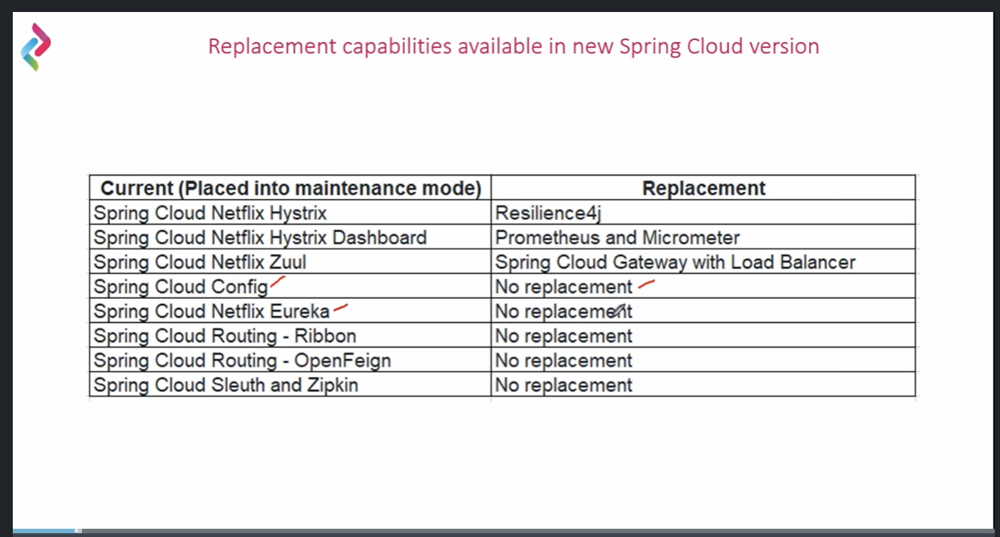 Replacement capabilities available in new Spring Cloud version
Current (Placed into maintenance mode) Replacement
Spring Cloud Netflix Hystrix Resilience4j
Spring Cloud Netflix Hystrix Dashboard Prometheus and Micrometer
Spring Cloud Netflix Zuul Spring Cloud Gateway with Load Balancer
Spring Cloud Config No replacement
Spring Cloud Netflix Eureka No replacement
Spring Cloud Routing - Ribbon No replacement
Spring Cloud Routing - OpenFeign No replacement
Spring Cloud Sleuth and Zipkin No replacement